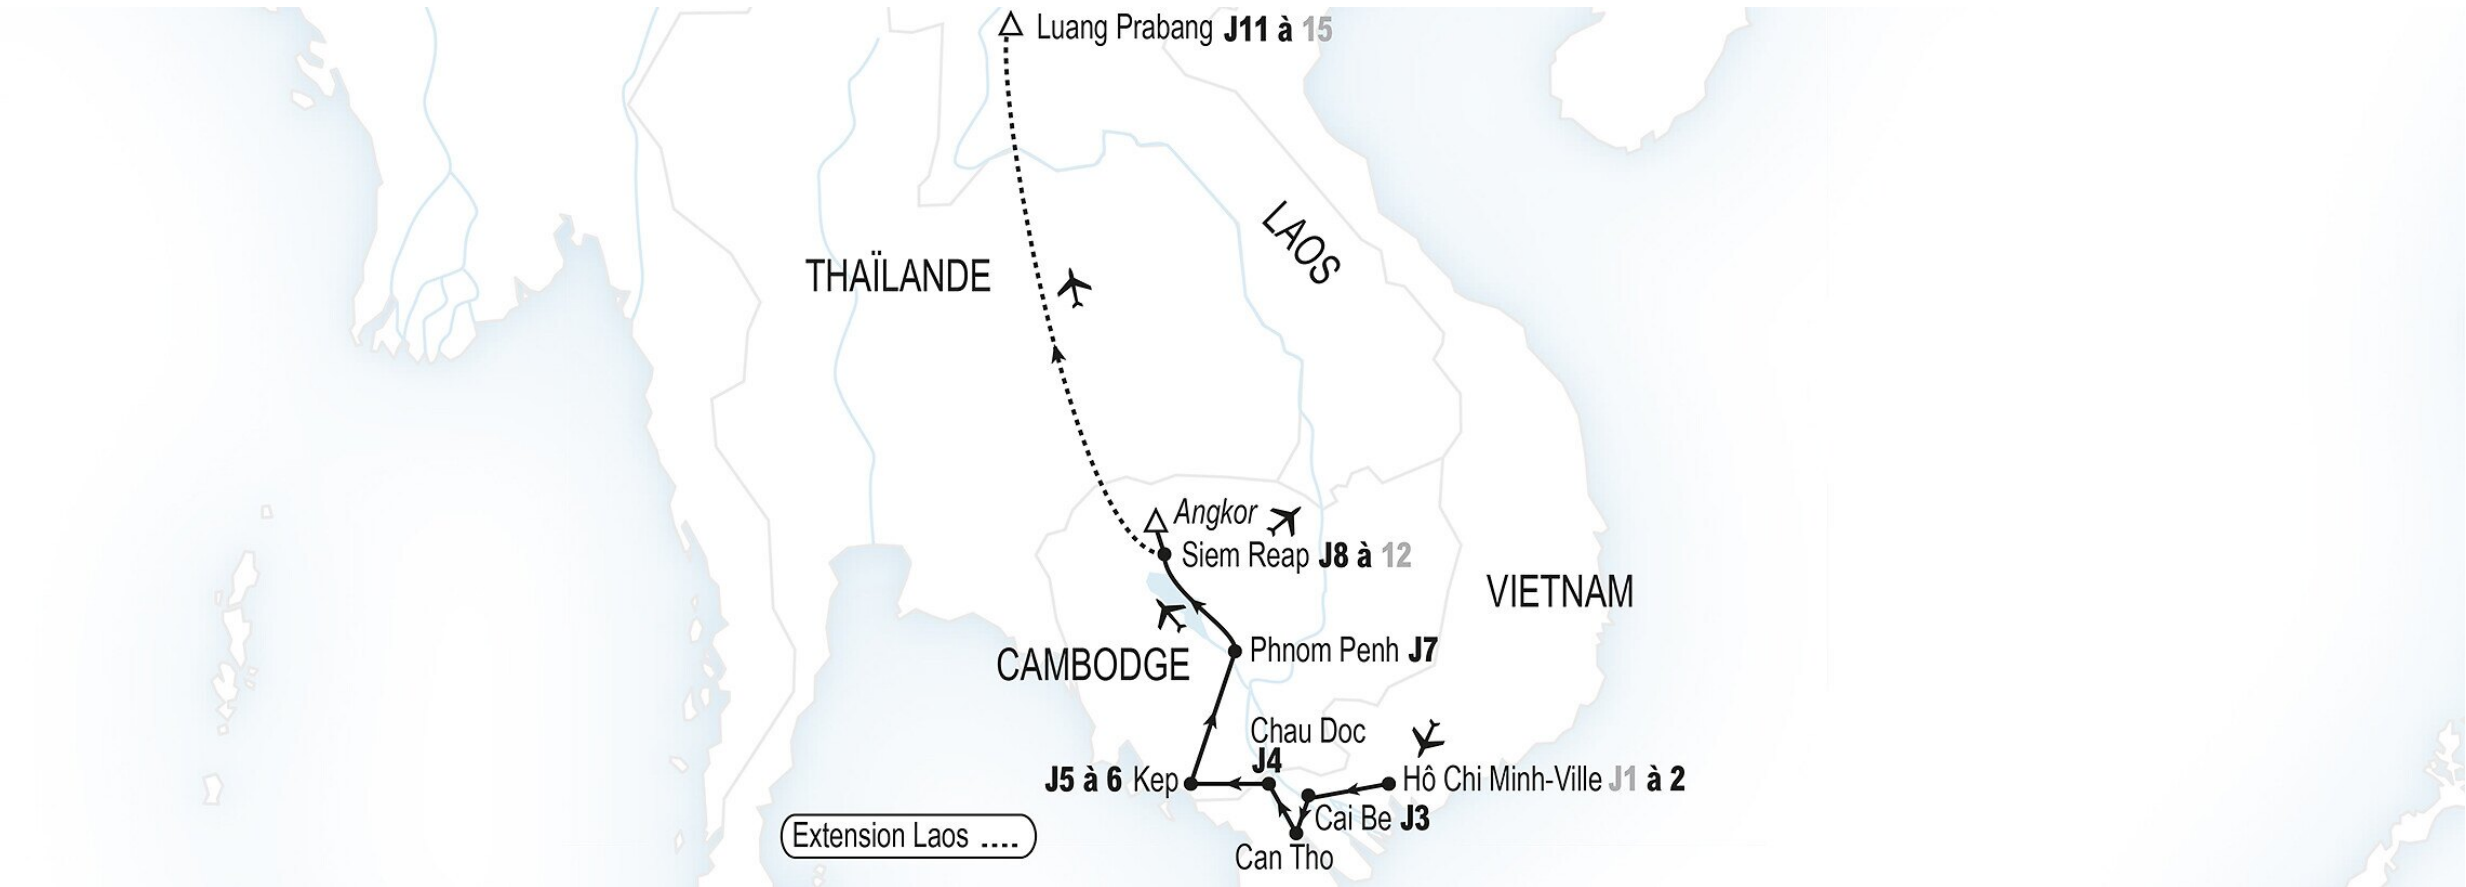 Luang Prabang J11 à 15
LAOS
THAÏLANDE
Angkor
Siem Reap J8 à 12
VIETNAM
Phnom Penh J7
CAMBODGE
Chau Doc
J4
J5 à 6 Kep
Hô Chi Minh-Ville J1 à 2
Cai Be J3
Extension Laos ....
Can Tho